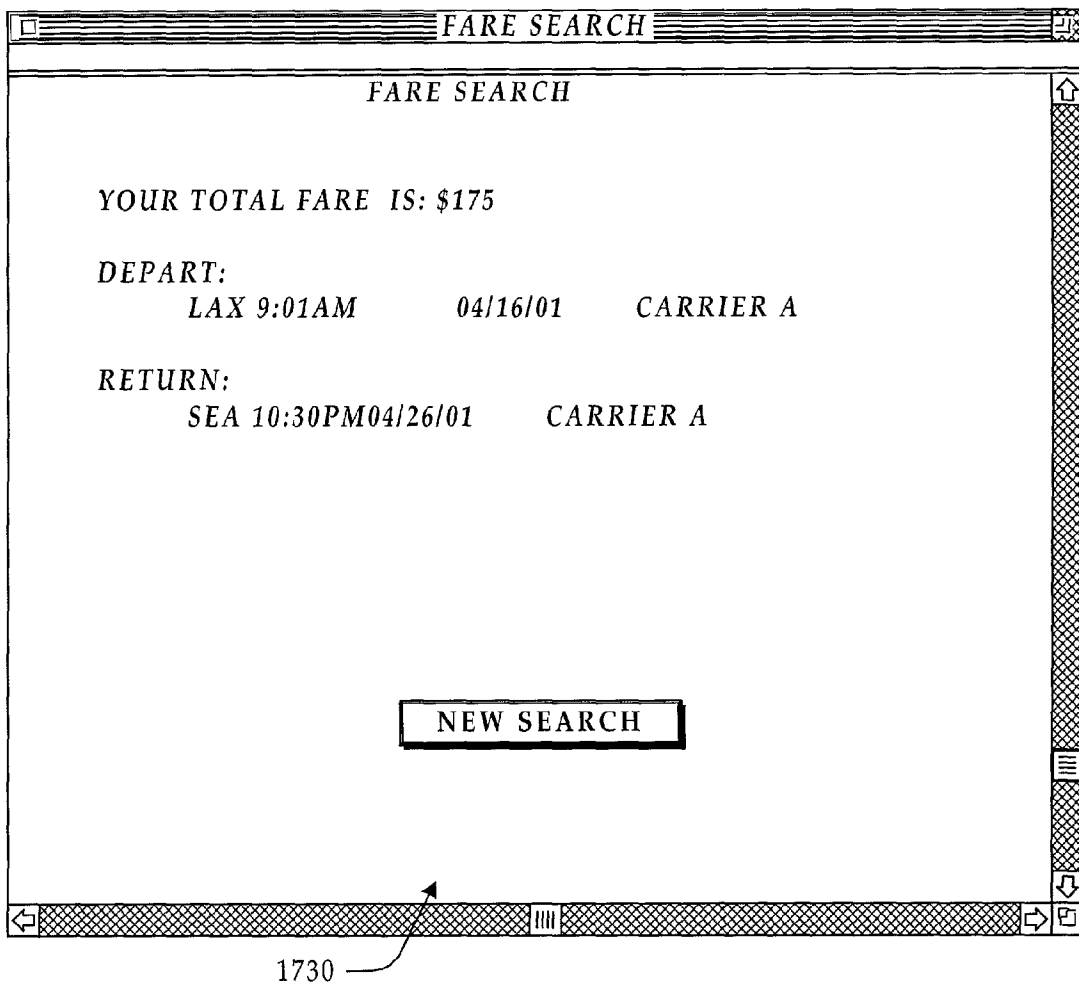 FARE SEARCH
FARE SEARCH
YOUR TOTAL FARE IS: $175
DEPART:
LAX 9:01AM 04/16/01 CARRIER A
RETURN:
SEA 10:30PM04/26/01 CARRIER A
NEW SEARCH
1730